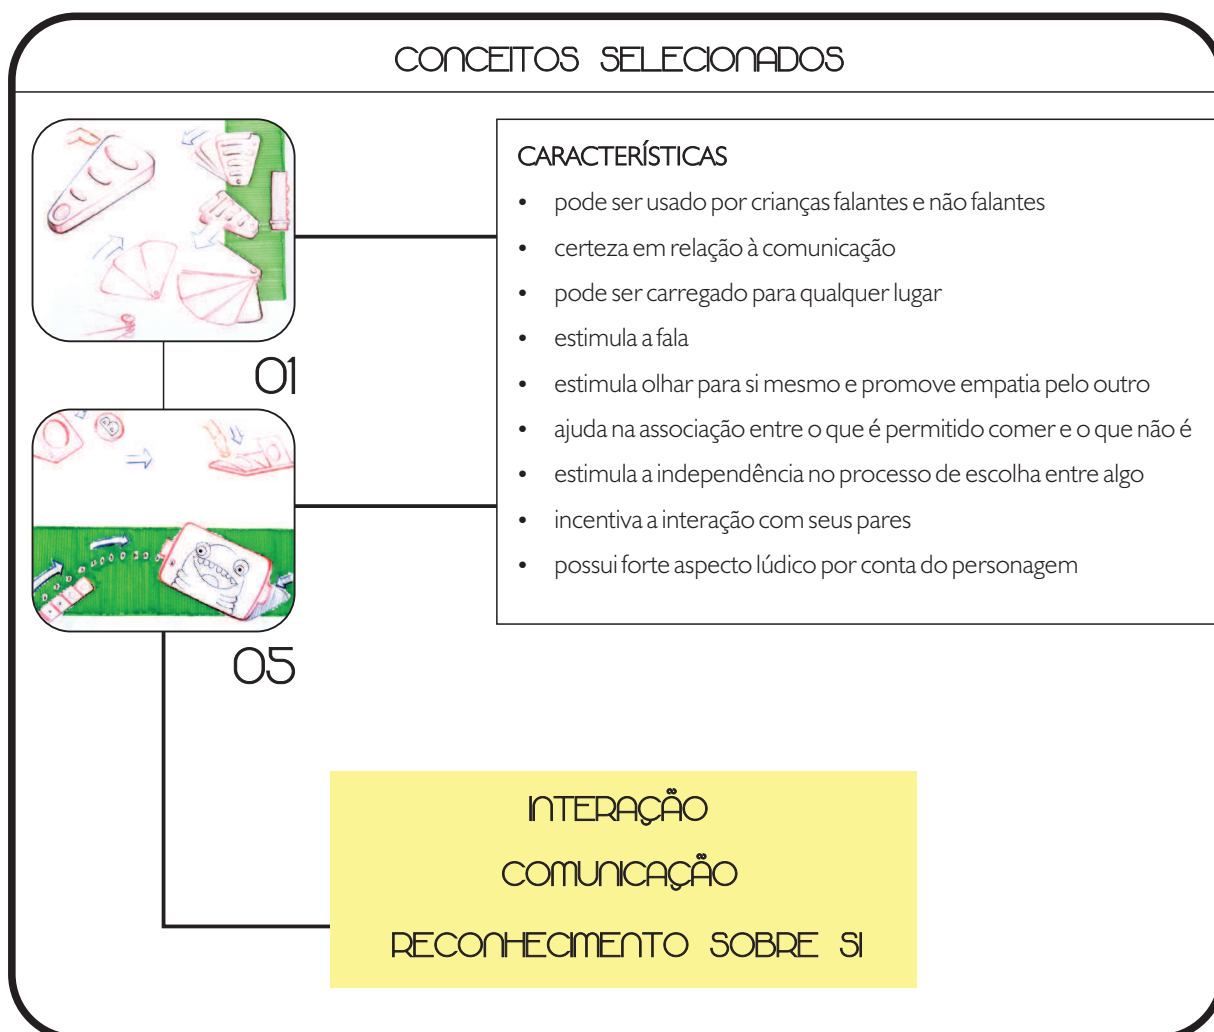 CONCEITOS SELECIONADOS
CARACTERÍSTICAS
• pode ser usado por crianças falantes e não falantes
• certeza em relação à comunicação
• pode ser carregado para qualquer lugar
• estimula a fala
• estimula olhar para si mesmo e promove empatia pelo outro
• ajuda na associação entre o que é permitido comer e o que não é
• estimula a independência no processo de escolha entre algo
• incentiva a interação com seus pares
• possui forte aspecto lúdico por conta do personagem
01
05
INTERAÇÃO
COMUNICAÇÃO
RECONHECIMENTO SOBRE SI